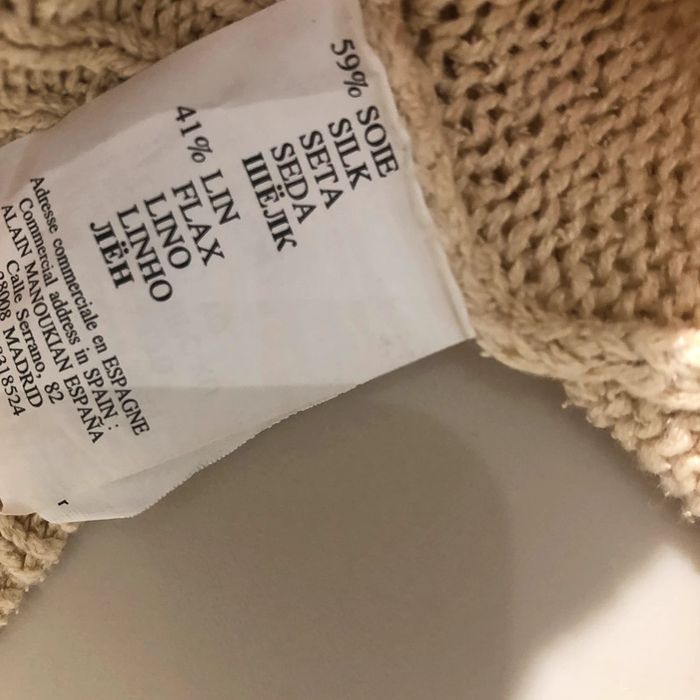 59% SOIE
SILK
SETA
SEDA
ШЁЛК
41% LIN
FLAX
LINO
LINHO
ЛЁН
Adresse commerciale en ESPAGNE
Commercial address in SPAIN :
ALAIN MANOUKIAN ESPAÑA
Calle Serrano, 82
28008 MADRID